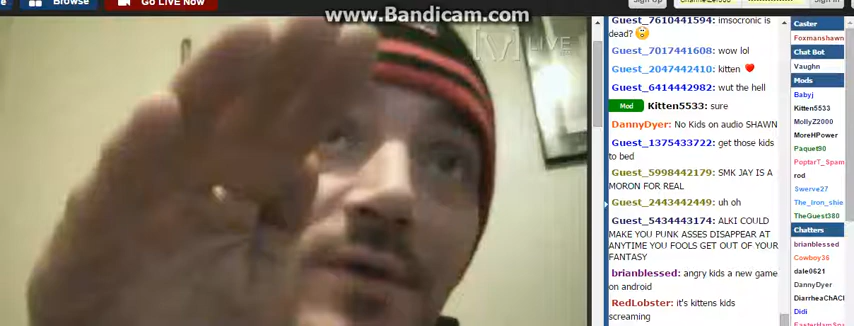 Browse
Go LIVE Now
www.Bandicam.com
LIVE
Guest_7610441594: imsocronic is
dead?
Guest_7017441608: wow lol
Guest_2047442410: kitten
Guest_6414442982: wut the hell
Mod Kitten5533: sure
DannyDyer: No Kids on audio SHAWN
Guest_1375433722: get those kids
to bed
Guest_5998442179: SMK JAY IS A
MORON FOR REAL
Guest_2443442449: uh oh
Guest_5434443174: ALKI COULD
MAKE YOU PUNK ASSES DISAPPEAR AT
ANYTIME YOU FOOLS GET OUT OF YOUR
FANTASY
brianblessed: angry kids a new game
on android
RedLobster: it's kittens kids
screaming
Caster
Foxmanshawn
Chat Bot
Vaughn
Mods
Babyj
Kitten5533
MollyZ2000
MoreHPower
Paquet90
PoptarT_Spam
rod
Swerve27
The_Iron_shie
TheGuest380
Chatters
brianblessed
Cowboy36
dale0621
DannyDyer
DiarrheaChACH
Didi